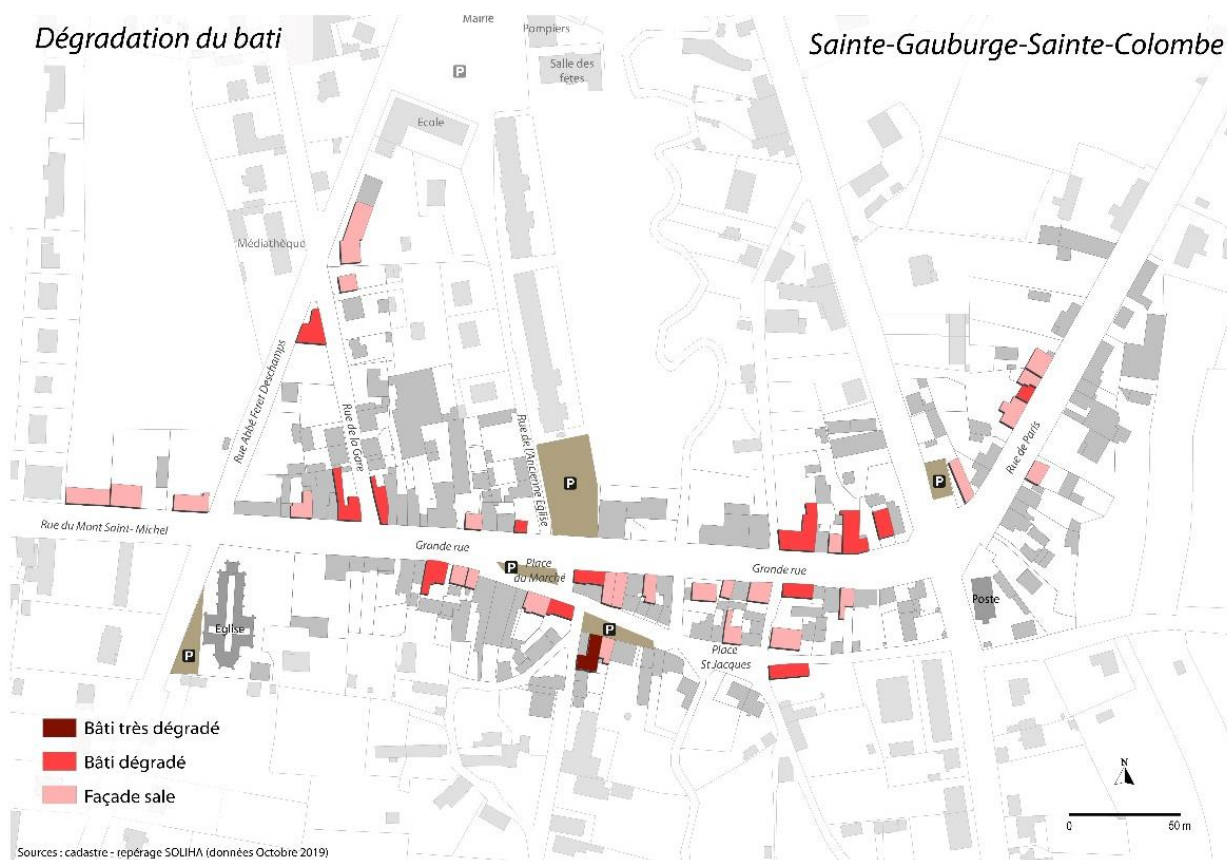 Dégradation du bati
Sainte-Gauburge-Sainte-Colombe
Mairie
Pompiers
P
Salle des
fêtes
Ecole
Médiathèque
Rue Abbé Feret Deschamps
Rue de la Gare
Rue de l'Ancienne Eglise
P
P
Rue de Paris
Rue du Mont Saint- Michel
Grande rue
P
Place
du Marché
Grande rue
Poste
Eglise
P
P
Place
St Jacques
Bâti très dégradé
Bâti dégradé
Façade sale
N
0
50 m
Sources : cadastre - repérage SOLIHA (données Octobre 2019)